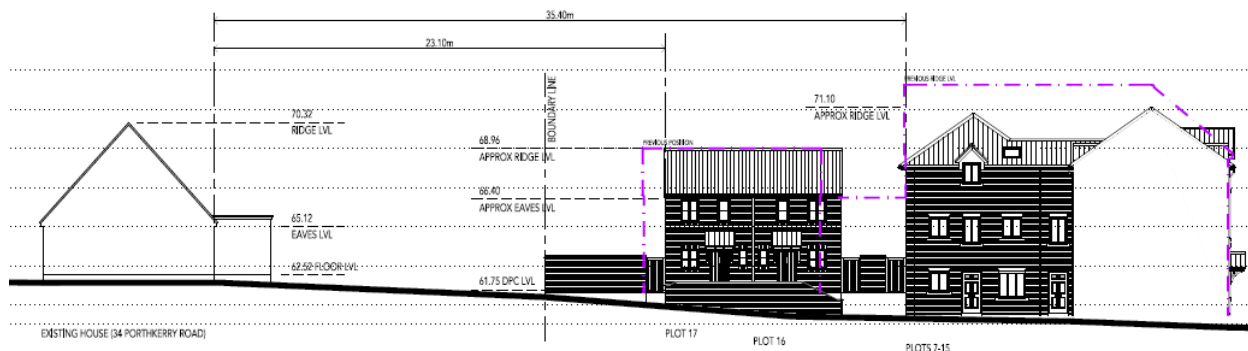 35.40m
23.10m
BOUNDARY LINE
PREVIOUS RIDGE LVL
70.32
RIDGE LVL
71.10
APPROX RIDGE LVL
68.96
APPROX RIDGE LVL
PREVIOUS POSITION
66.40
APPROX EAVES LVL
65.12
EAVES LVL
62.52 FLOOR LVL
61.75 DPC LVL
EXISTING HOUSE (34 PORTHKERRY ROAD)
PLOT 17
PLOT 16
PLOTS 7-15